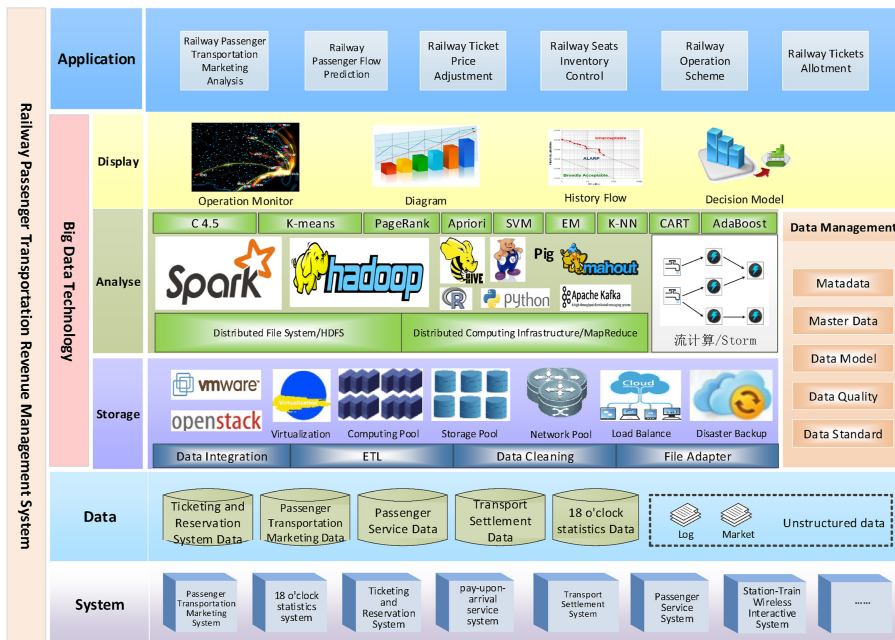 Railway Passenger Transportation Revenue Management System
Application
Railway Passenger
Transportation
Marketing
Analysis
Railway
Passenger Flow
Prediction
Railway Ticket
Price
Adjustment
Railway Seats
Inventory
Control
Railway
Operation
Scheme
Railway Tickets
Allotment
Big Data Technology
Display
Operation Monitor
Diagram
Unacceptable
ALARP
Broadly Acceptable
History Flow
Decision Model
Analyse
C 4.5
K-means
PageRank
Apriori
SVM
EM
K-NN
CART
AdaBoost
Spark
hadoop
HIVE
Pig
mahout
R
python
Apache Kafka
Distributed File System/HDFS
Distributed Computing Infrastructure/MapReduce
流计算/Storm
Data Management
Matadata
Master Data
Data Model
Data Quality
Data Standard
Storage
vmware
openstack
Virtualization
Computing Pool
Storage Pool
Network Pool
Cloud
Load Balance
Disaster Backup
Data Integration
ETL
Data Cleaning
File Adapter
Data
Ticketing and
Reservation
System Data
Passenger
Transportation
Marketing Data
Passenger
Service Data
Transport
Settlement
Data
18 o'clock
statistics Data
Log
Market
Unstructured data
System
Passenger
Transportation
Marketing
System
18 o'clock
statistics
system
Ticketing
and
Reservation
System
pay-upon-
arrival
service
system
Transport
Settlement
System
Passenger
Service
System
Station-Train
Wireless
Interactive
System
......